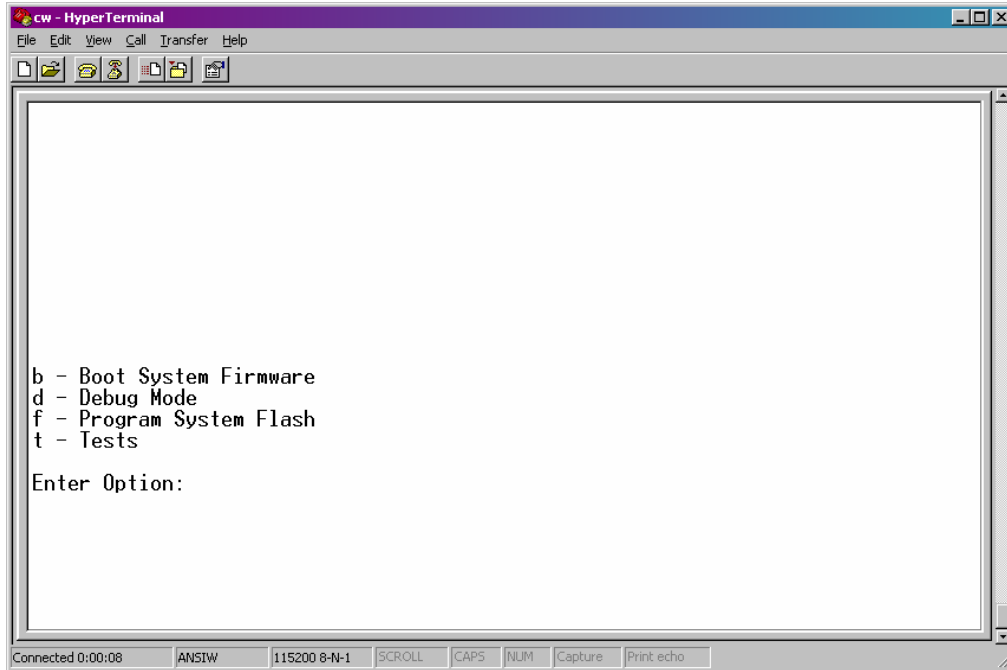 cw - HyperTerminal
File Edit View Call Transfer Help
b - Boot System Firmware
d - Debug Mode
f - Program System Flash
t - Tests
Enter Option:
Connected 0:00:08 ANSIW 115200 8-N-1 SCROLL CAPS NUM Capture Print echo